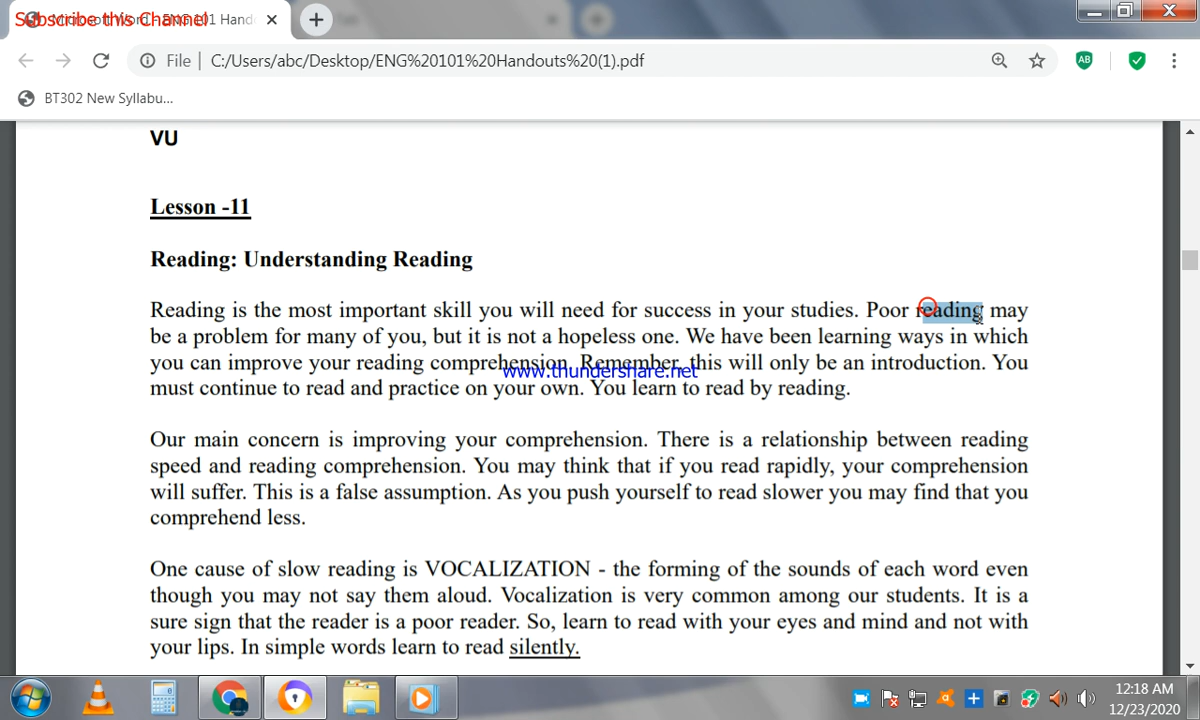 Subscribe this Channel!
File C:/Users/abc/Desktop/ENG%20101%20Handouts%20(1).pdf
AB
BT302 New Syllabu...
VU
Lesson -11
Reading: Understanding Reading
Reading is the most important skill you will need for success in your studies. Poor reading may
be a problem for many of you, but it is not a hopeless one. We have been learning ways in which
you can improve your reading comprehension. Remember, this will only be an introduction. You
www.thundershare.net
must continue to read and practice on your own. You learn to read by reading.
Our main concern is improving your comprehension. There is a relationship between reading
speed and reading comprehension. You may think that if you read rapidly, your comprehension
will suffer. This is a false assumption. As you push yourself to read slower you may find that you
comprehend less.
One cause of slow reading is VOCALIZATION - the forming of the sounds of each word even
though you may not say them aloud. Vocalization is very common among our students. It is a
sure sign that the reader is a poor reader. So, learn to read with your eyes and mind and not with
your lips. In simple words learn to read silently.
12:18 AM
12/23/2020